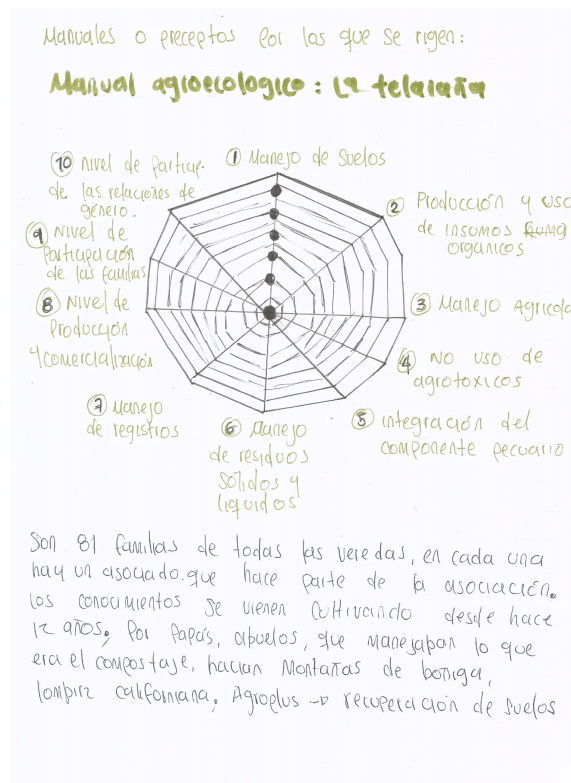 Manuales o preceptos por los que se rigen:
Manual agroecologico: La telaraña
① Manejo de Suelos
② Producción y uso
de insumos
organicos
③ Manejo Agricola
④ No uso de
agrotoxicos
⑤ integración del
componente pecuario
⑥ Manejo
de residuos
sólidos y
liquidos
⑦ Manejo
de registros
⑧ Nivel de
Producción
y comercialización
⑨ Nivel de
Participación
de las familias
⑩ nivel de particip.
de las relaciones de
género.
Son 81 familias de todas las veredas, en cada una
hay un asociado. que hace parte de la asociación.
los conocimientos se vienen cultivando desde hace
12 años. Por Papás, abuelos, que manejaban lo que
era el compostaje, hacian Montañas de boñiga,
lombriz californiana. Agroplus → recuperación de suelos